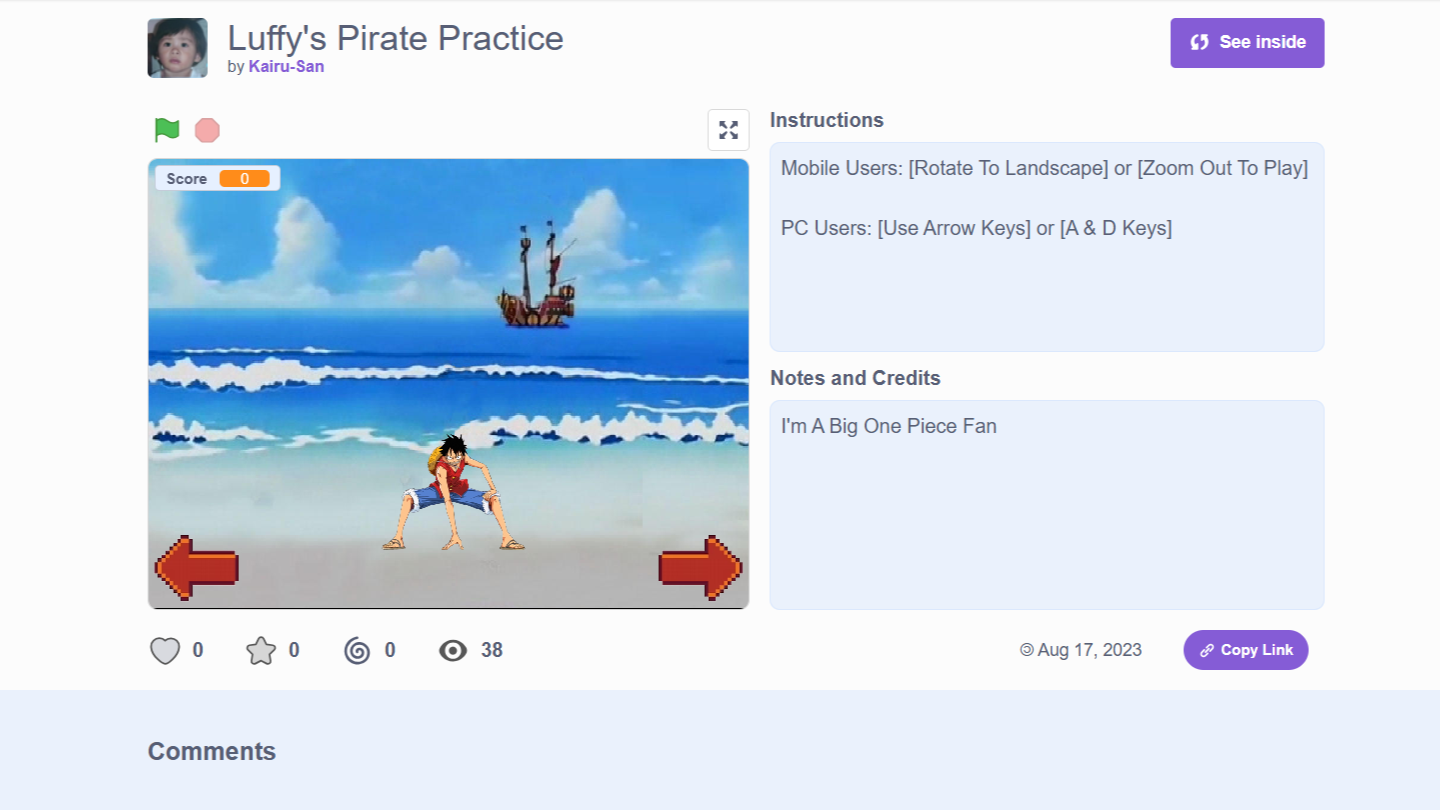 Luffy's Pirate Practice
by Kairu-San
See inside
Score 0
Instructions
Mobile Users: [Rotate To Landscape] or [Zoom Out To Play]
PC Users: [Use Arrow Keys] or [A & D Keys]
Notes and Credits
I'm A Big One Piece Fan
0
0
0
38
© Aug 17, 2023
Copy Link
Comments